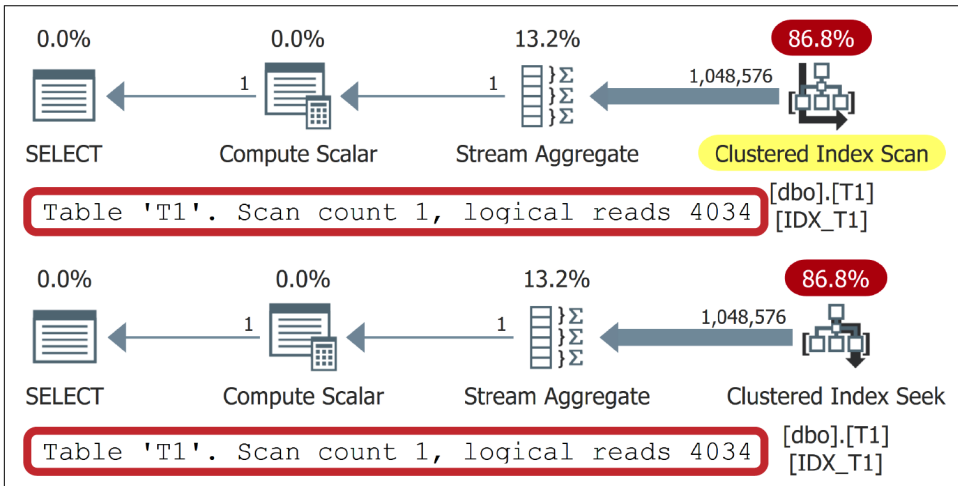 0.0% 0.0% 13.2% 86.8%
1 1 1,048,576
SELECT Compute Scalar Stream Aggregate Clustered Index Scan
[dbo].[T1]
Table 'T1'. Scan count 1, logical reads 4034
[IDX_T1]
0.0% 0.0% 13.2% 86.8%
1 1 1,048,576
SELECT Compute Scalar Stream Aggregate Clustered Index Seek
[dbo].[T1]
Table 'T1'. Scan count 1, logical reads 4034
[IDX_T1]